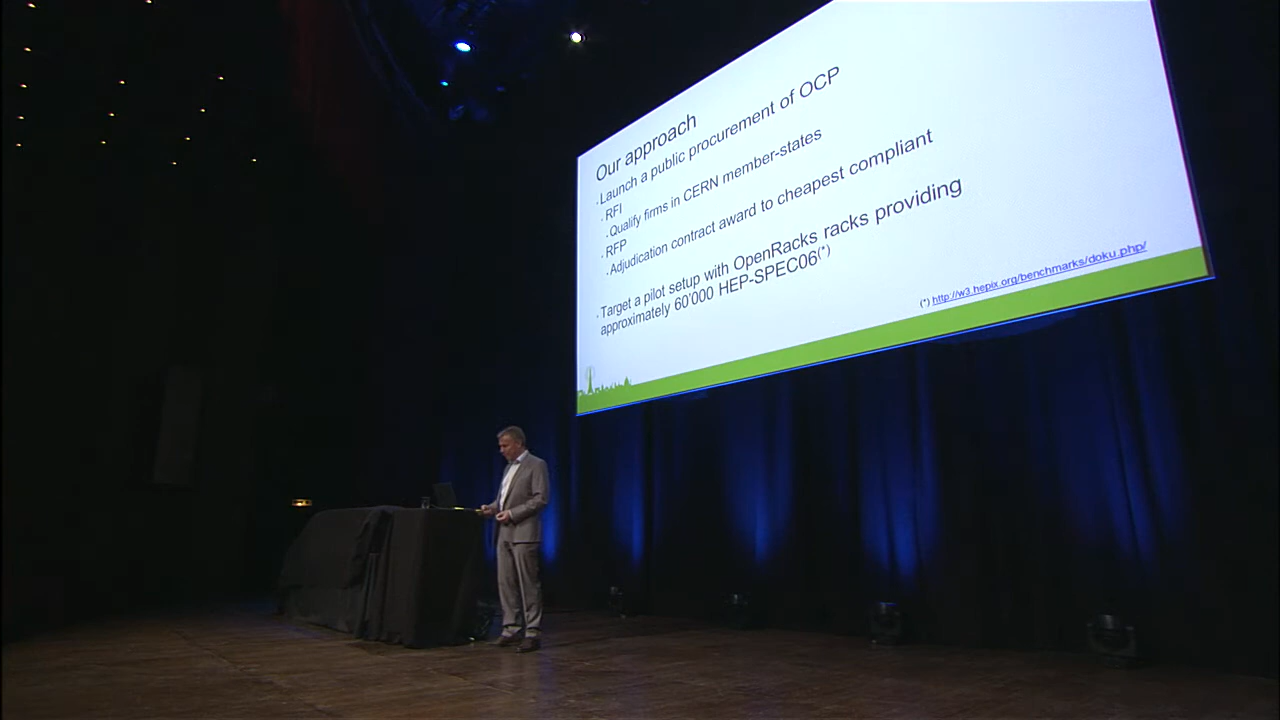 Our approach
· Launch a public procurement of OCP
· RFI
· Qualify firms in CERN member-states
· RFP
· Adjudication contract award to cheapest compliant
· Target a pilot setup with OpenRacks racks providing
approximately 60'000 HEP-SPEC06(*)
(*) http://w3.hepix.org/benchmarks/doku.php/